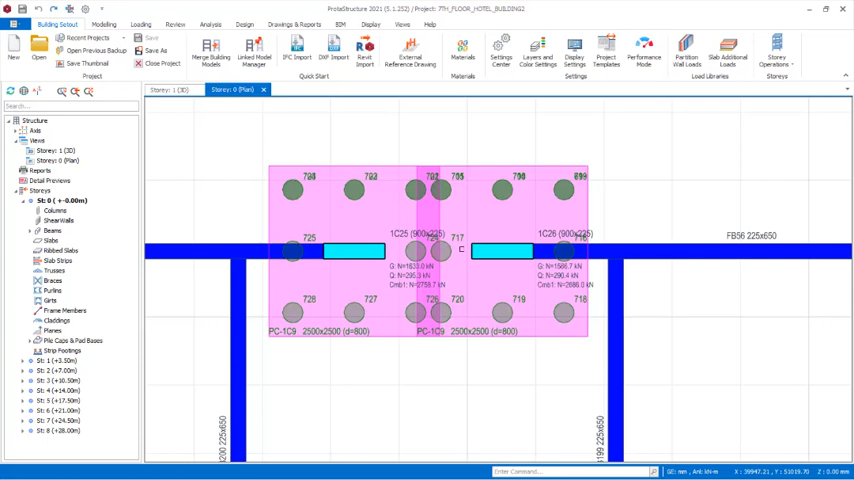 ProtaStructure 2021 (5.1.252) / Project: 7TH_FLOOR_HOTEL_BUILDING2
Building Setout
Modeling
Loading
Review
Analysis
Design
Drawings & Reports
BIM
Display
Views
Help
New
Open
Recent Projects
Open Previous Backup
Save Thumbnail
Save
Save As
Close Project
Project
Merge Building Models
Linked Model Manager
IFC Import
DXF Import
Revit Import
External Reference Drawing
Quick Start
Materials
Materials
Settings Center
Layers and Color Settings
Display Settings
Project Templates
Performance Mode
Settings
Partition Wall Loads
Slab Additional Loads
Load Libraries
Storey Operations
Storeys
Storey: 1 (3D)
Storey: 0 (Plan)
Search...
Structure
Axis
Views
Storey: 1 (3D)
Storey: 0 (Plan)
Reports
Detail Previews
Storeys
St: 0 ( +-0.00m)
Columns
ShearWalls
Beams
Slabs
Ribbed Slabs
Slab Strips
Trusses
Braces
Purlins
Girts
Frame Members
Claddings
Planes
Pile Caps & Pad Bases
Strip Footings
St: 1 (+3.50m)
St: 2 (+7.00m)
St: 3 (+10.50m)
St: 4 (+14.00m)
St: 5 (+17.50m)
St: 6 (+21.00m)
St: 7 (+24.50m)
St: 8 (+28.00m)
725
1C25 (900x225)
717
1C26 (900x225)
716
FB56 225x650
G: N=1633.0 kN
Q: N=295.3 kN
Cmb1: N=2758.7 kN
G: N=1586.7 kN
Q: N=290.4 kN
Cmb1: N=2686.0 kN
728
727
726
720
719
718
PC-1C9 2500x2500 (d=800)
PC-1C9 2500x2500 (d=800)
225x650
225x650
Enter Command...
GE: mm, Anl: kN-m
X : 39947.21, Y : 51019.70
Z : 0.00 mm